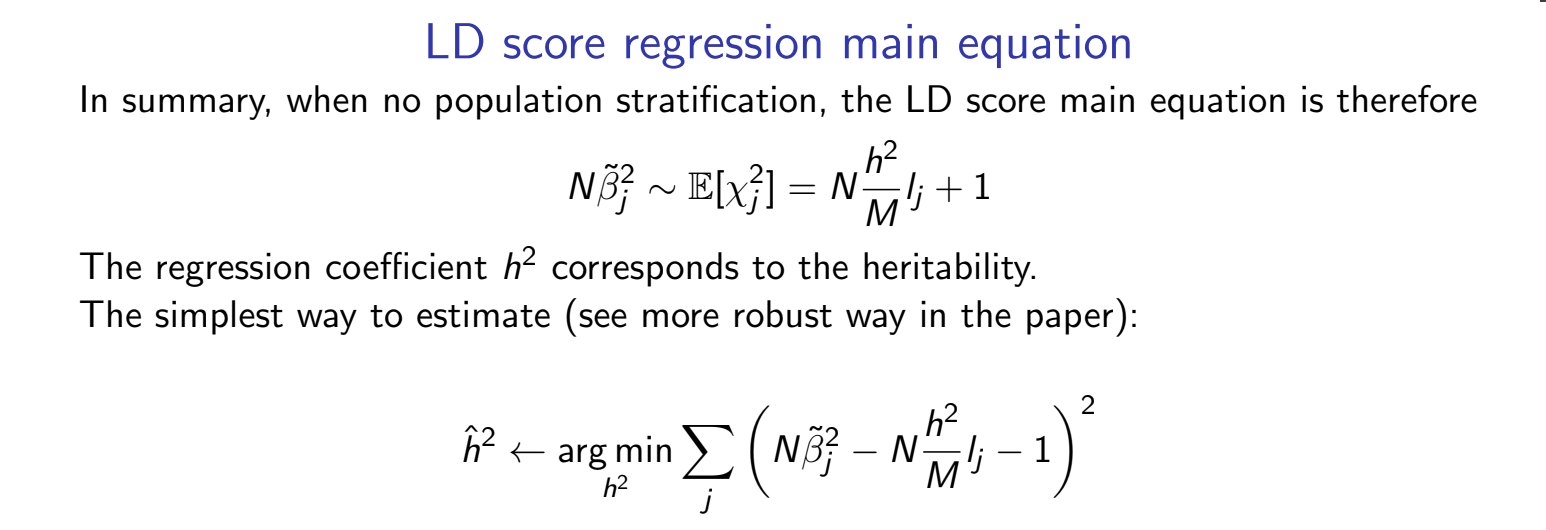 LD score regression main equation
In summary, when no population stratification, the LD score main equation is therefore
$N\tilde{\beta}_j^2 \sim \mathbb{E}[\chi_j^2] = N\frac{h^2}{M}l_j + 1$
The regression coefficient $h^2$ corresponds to the heritability.
The simplest way to estimate (see more robust way in the paper):
$\hat{h}^2 \leftarrow \underset{h^2}{\arg\min} \sum_j \left( N\tilde{\beta}_j^2 - N\frac{h^2}{M}l_j - 1 \right)^2$